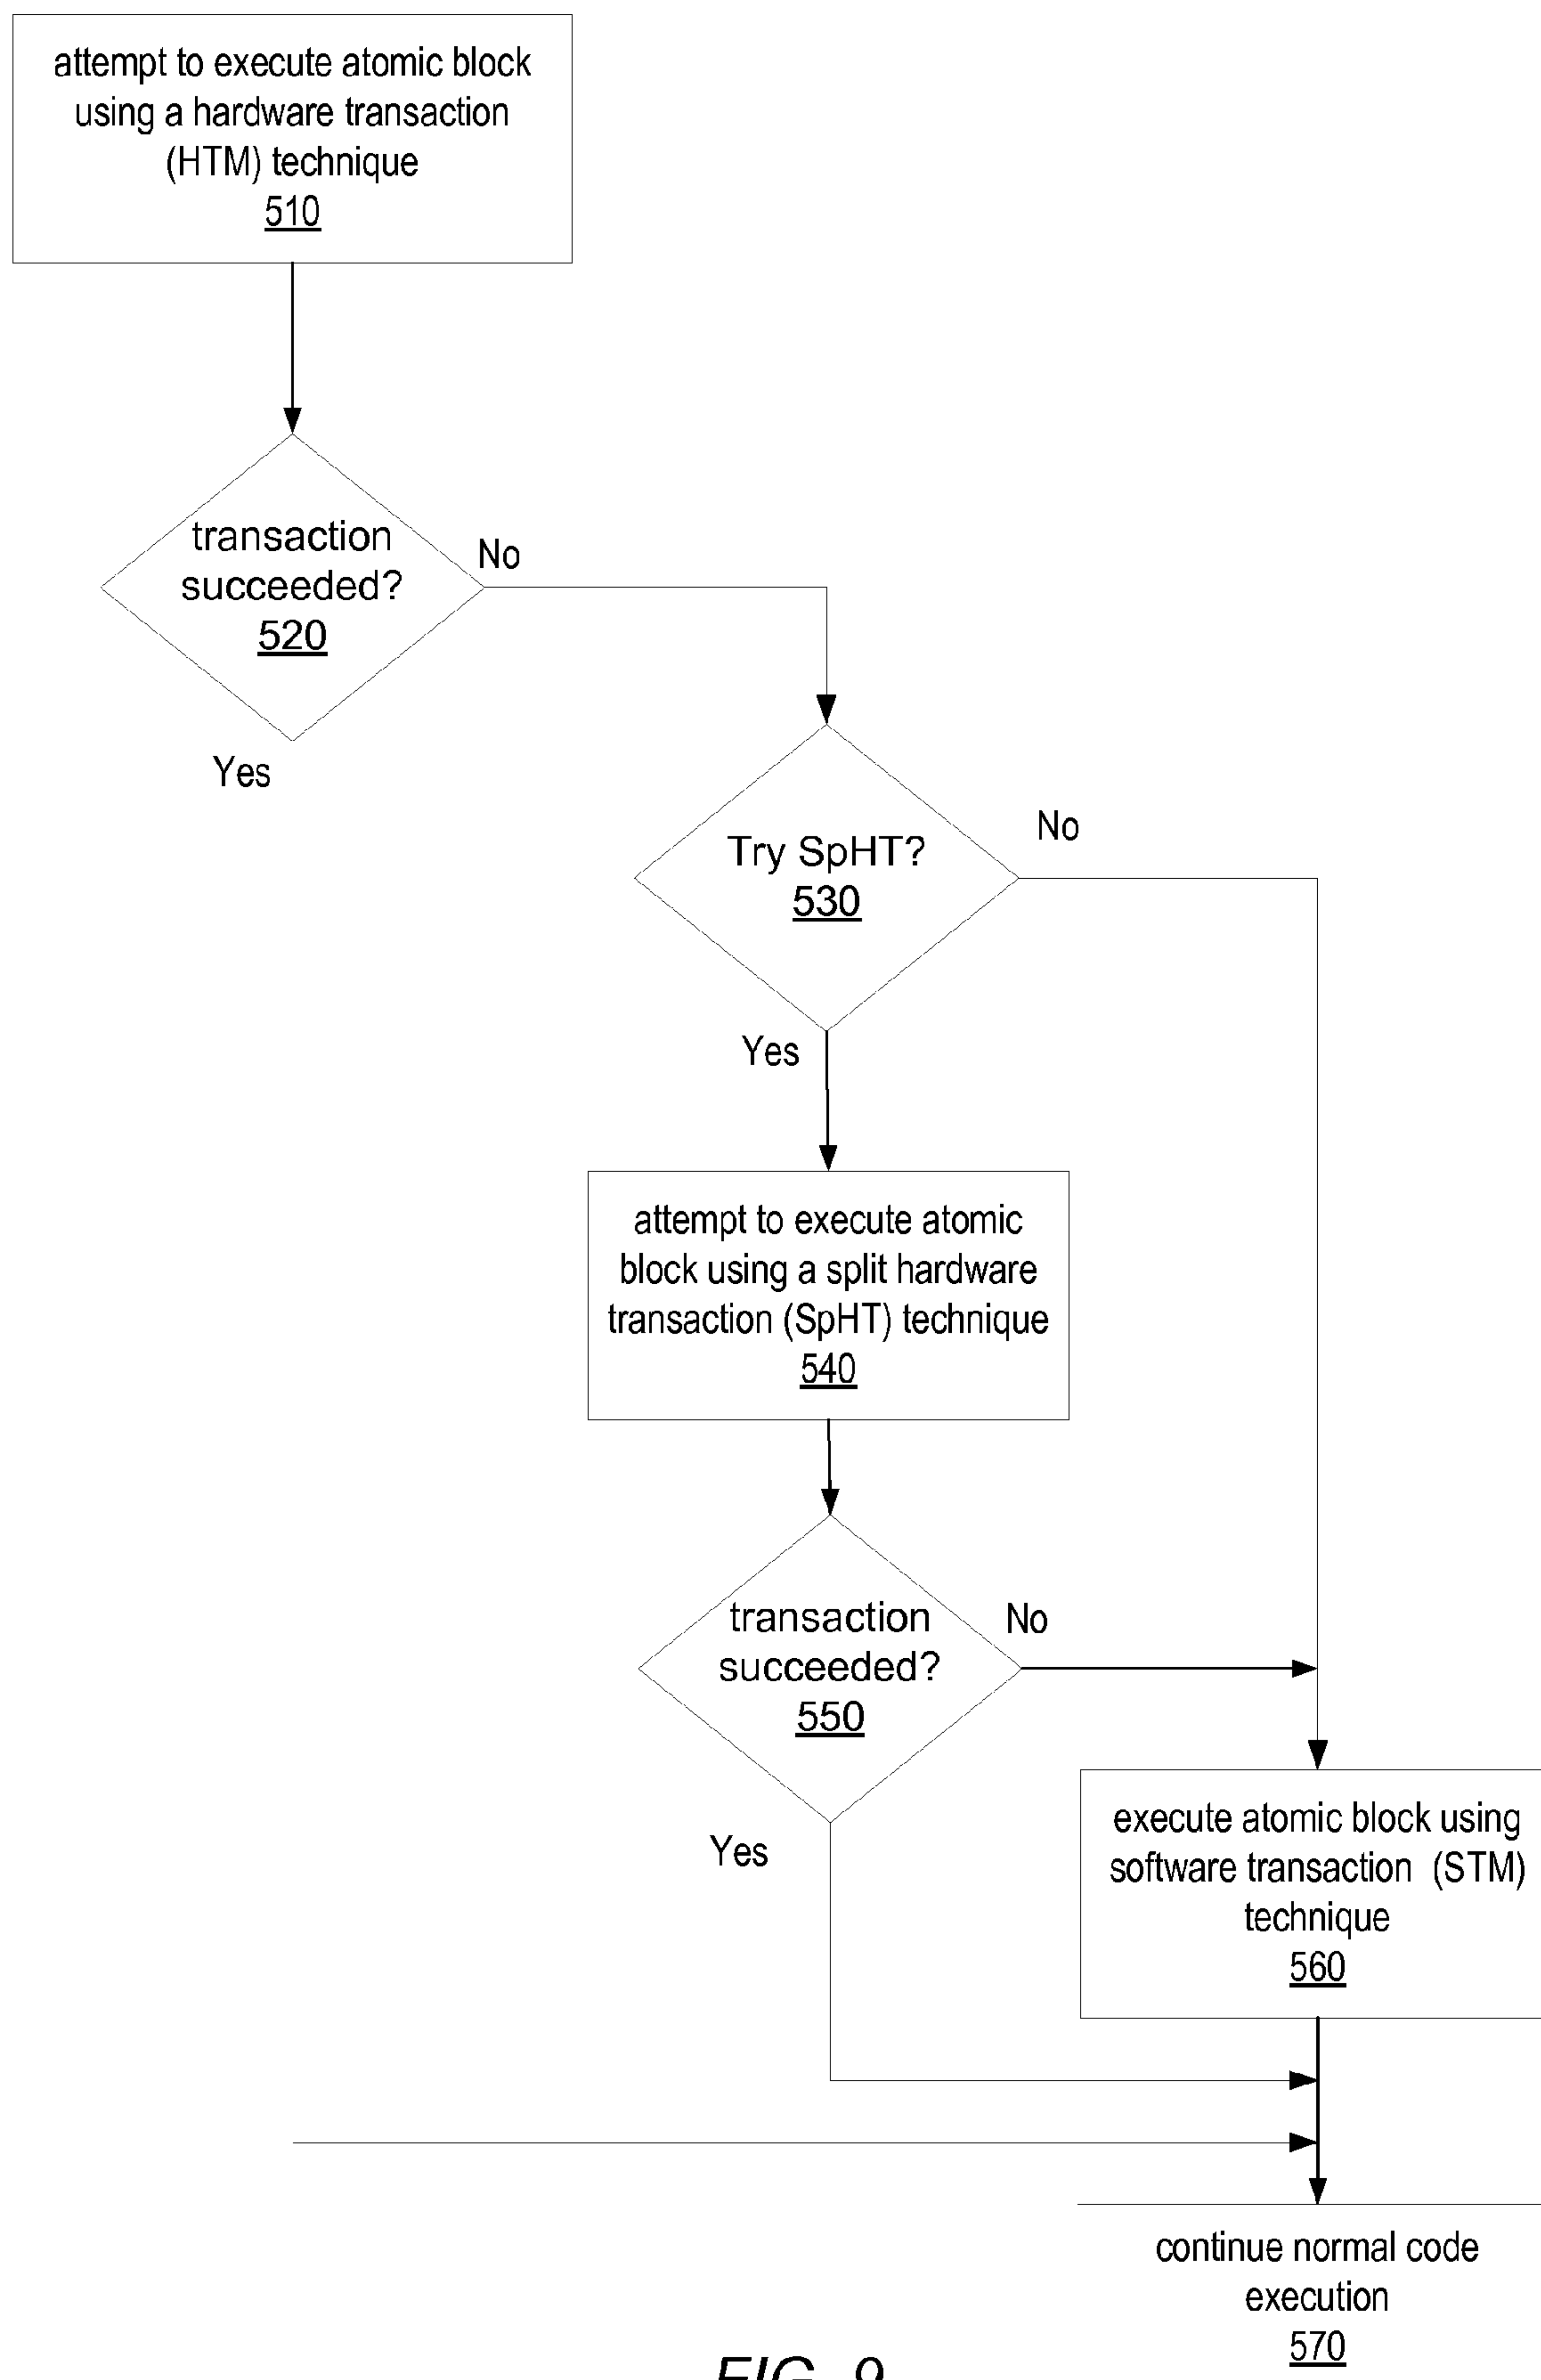 attempt to execute atomic block
using a hardware transaction
(HTM) technique
510
transaction
succeeded?
520
No
Yes
Try SpHT?
530
No
Yes
attempt to execute atomic
block using a split hardware
transaction (SpHT) technique
540
transaction
succeeded?
550
No
Yes
execute atomic block using
software transaction (STM)
technique
560
continue normal code
execution
570
FIG. 9